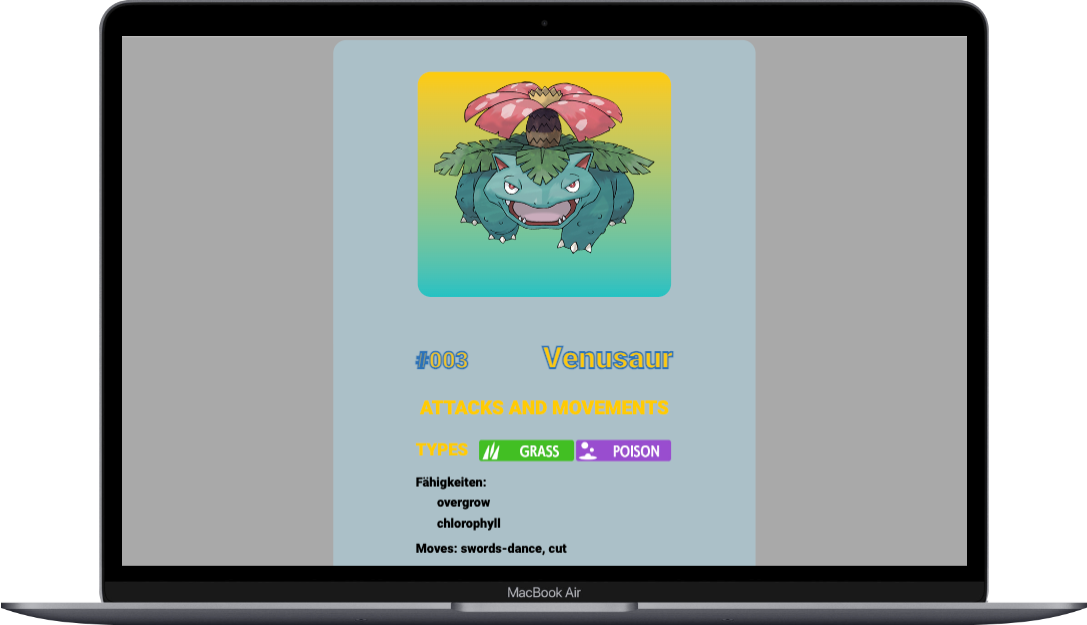 #003 Venusaur
ATTACKS AND MOVEMENTS
TYPES GRASS POISON
Fähigkeiten:
overgrow
chlorophyll
Moves: swords-dance, cut
MacBook Air